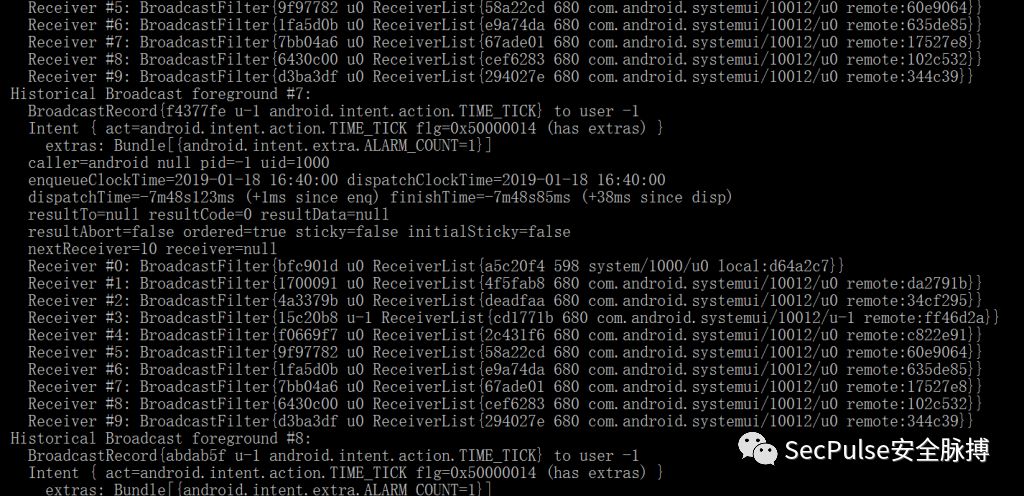 Receiver #5: BroadcastFilter{9f97782 u0 ReceiverList{58a22cd 680 com.android.systemui/10012/u0 remote:60e9064}}
Receiver #6: BroadcastFilter{1fa5d0b u0 ReceiverList{e9a74da 680 com.android.systemui/10012/u0 remote:635de85}}
Receiver #7: BroadcastFilter{7bb04a6 u0 ReceiverList{67ade01 680 com.android.systemui/10012/u0 remote:17527e8}}
Receiver #8: BroadcastFilter{6430c00 u0 ReceiverList{cef6283 680 com.android.systemui/10012/u0 remote:102c532}}
Receiver #9: BroadcastFilter{d3ba3df u0 ReceiverList{294027e 680 com.android.systemui/10012/u0 remote:344c39}}
Historical Broadcast foreground #7:
BroadcastRecord{f4377fe u-1 android.intent.action.TIME_TICK} to user -1
Intent { act=android.intent.action.TIME_TICK flg=0x50000014 (has extras) }
extras: Bundle[{android.intent.extra.ALARM_COUNT=1}]
caller=android null pid=-1 uid=1000
enqueueClockTime=2019-01-18 16:40:00 dispatchClockTime=2019-01-18 16:40:00
dispatchTime=-7m48s123ms (+1ms since enq) finishTime=-7m48s85ms (+38ms since disp)
resultTo=null resultCode=0 resultData=null
resultAbort=false ordered=true sticky=false initialSticky=false
nextReceiver=10 receiver=null
Receiver #0: BroadcastFilter{bfc901d u0 ReceiverList{a5c20f4 598 system/1000/u0 local:d64a2c7}}
Receiver #1: BroadcastFilter{1700091 u0 ReceiverList{4f5fab8 680 com.android.systemui/10012/u0 remote:da2791b}}
Receiver #2: BroadcastFilter{4a3379b u0 ReceiverList{deadfaa 680 com.android.systemui/10012/u0 remote:34cf295}}
Receiver #3: BroadcastFilter{15c20b8 u-1 ReceiverList{cd1771b 680 com.android.systemui/10012/u-1 remote:ff46d2a}}
Receiver #4: BroadcastFilter{f0669f7 u0 ReceiverList{2c431f6 680 com.android.systemui/10012/u0 remote:c822e91}}
Receiver #5: BroadcastFilter{9f97782 u0 ReceiverList{58a22cd 680 com.android.systemui/10012/u0 remote:60e9064}}
Receiver #6: BroadcastFilter{1fa5d0b u0 ReceiverList{e9a74da 680 com.android.systemui/10012/u0 remote:635de85}}
Receiver #7: BroadcastFilter{7bb04a6 u0 ReceiverList{67ade01 680 com.android.systemui/10012/u0 remote:17527e8}}
Receiver #8: BroadcastFilter{6430c00 u0 ReceiverList{cef6283 680 com.android.systemui/10012/u0 remote:102c532}}
Receiver #9: BroadcastFilter{d3ba3df u0 ReceiverList{294027e 680 com.android.systemui/10012/u0 remote:344c39}}
Historical Broadcast foreground #8:
BroadcastRecord{abdab5f u-1 android.intent.action.TIME_TICK} to user -1
Intent { act=android.intent.action.TIME_TICK flg=0x50000014 (has extras) }
extras: Bundle[{android.intent.extra.ALARM_COUNT=1}]
SecPulse安全脉搏